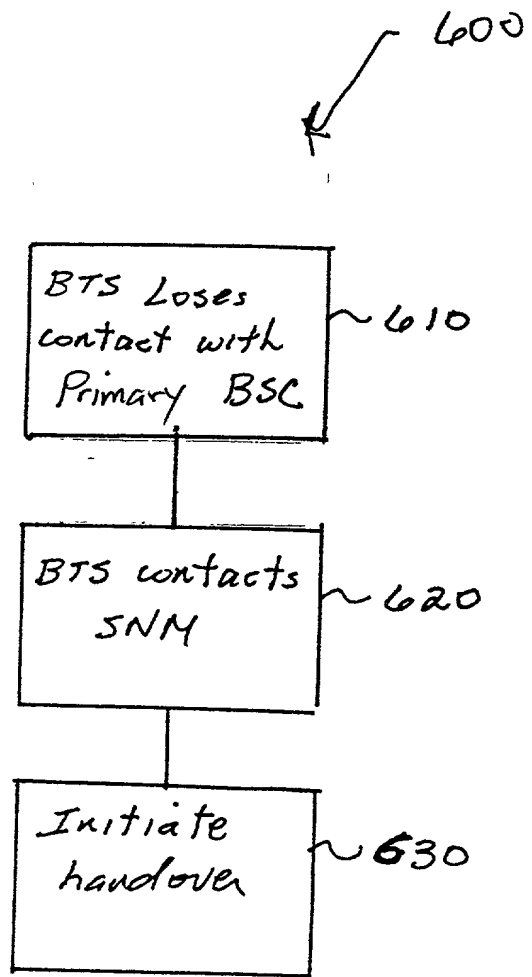 600
BTS Loses
contact with
Primary BSC
610
BTS contacts
SNM
620
Initiate
handover
630